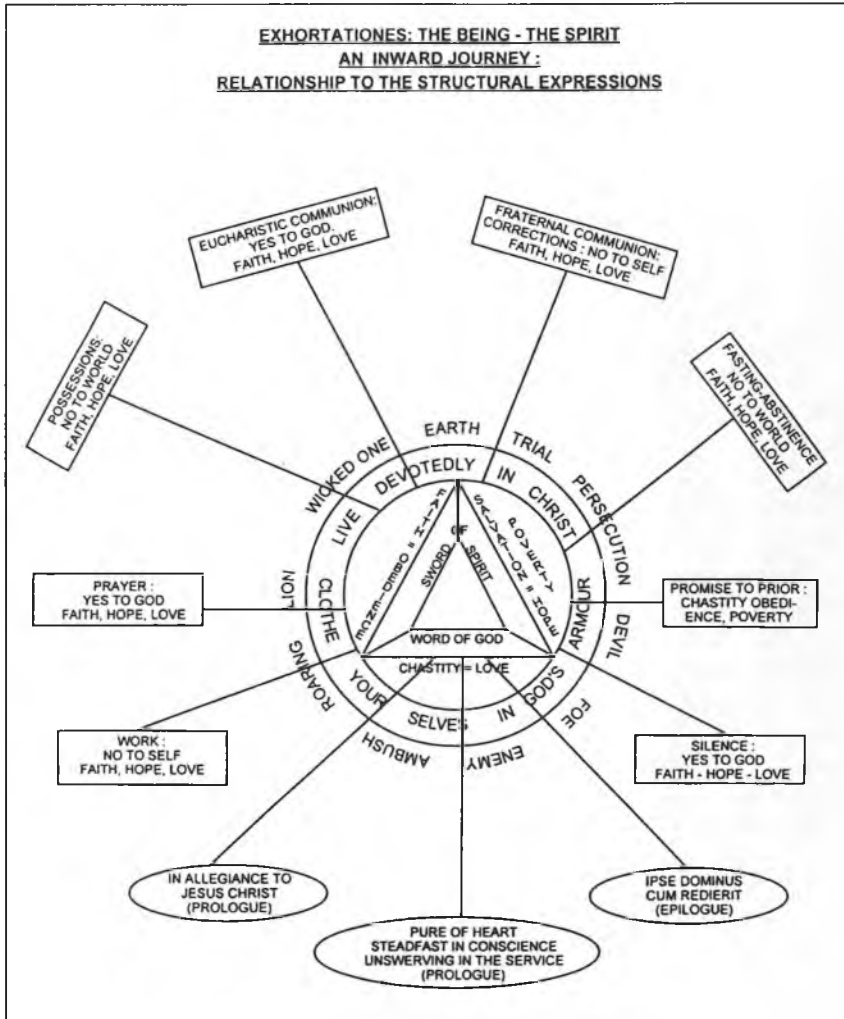 EXHORTATIONES: THE BEING - THE SPIRIT
AN INWARD JOURNEY :
RELATIONSHIP TO THE STRUCTURAL EXPRESSIONS
EUCHARISTIC COMMUNION:
YES TO GOD.
FAITH, HOPE, LOVE
FRATERNAL COMMUNION:
CORRECTIONS : NO TO SELF
FAITH, HOPE, LOVE
POSSESSIONS:
NO TO WORLD
FAITH, HOPE, LOVE
FASTING-ABSTINENCE
NO TO WORLD
FAITH, HOPE, LOVE
WICKED ONE EARTH TRIAL PERSECUTION DEVIL FOE ENEMY AMBUSH ROARING LION
LIVE DEVOTEDLY IN CHRIST
CLOTHE YOUR SELVES IN GOD'S ARMOUR
FAITH = OBEDIENCE
POVERTY
SALVATION = HOPE
SWORD OF SPIRIT
WORD OF GOD
CHASTITY = LOVE
PRAYER :
YES TO GOD
FAITH, HOPE, LOVE
PROMISE TO PRIOR :
CHASTITY OBEDI-
ENCE, POVERTY
WORK :
NO TO SELF
FAITH, HOPE, LOVE
SILENCE :
YES TO GOD
FAITH - HOPE - LOVE
IN ALLEGIANCE TO
JESUS CHRIST
(PROLOGUE)
PURE OF HEART
STEADFAST IN CONSCIENCE
UNSWERVING IN THE SERVICE
(PROLOGUE)
IPSE DOMINUS
CUM REDIERIT
(EPILOGUE)